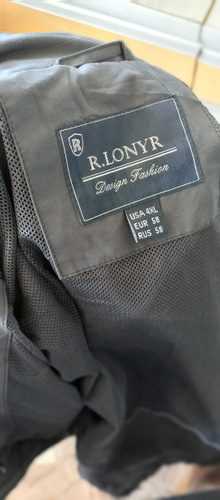 R
R.LONYR
Design Fashion
USA 4XL
EUR 58
RUS 58